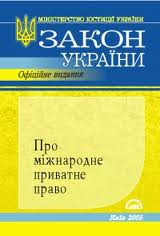 МІНІСТЕРСТВО ЮСТИЦІЇ УКРАЇНИ
ЗАКОН
УКРАЇНИ
Офіційне видання
Про
міжнародне
приватне
право
Київ 2005